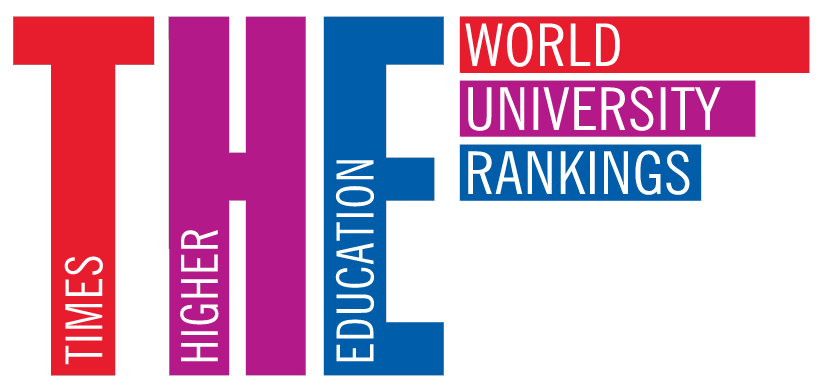 THE
TIMES
HIGHER
EDUCATION
WORLD
UNIVERSITY
RANKINGS